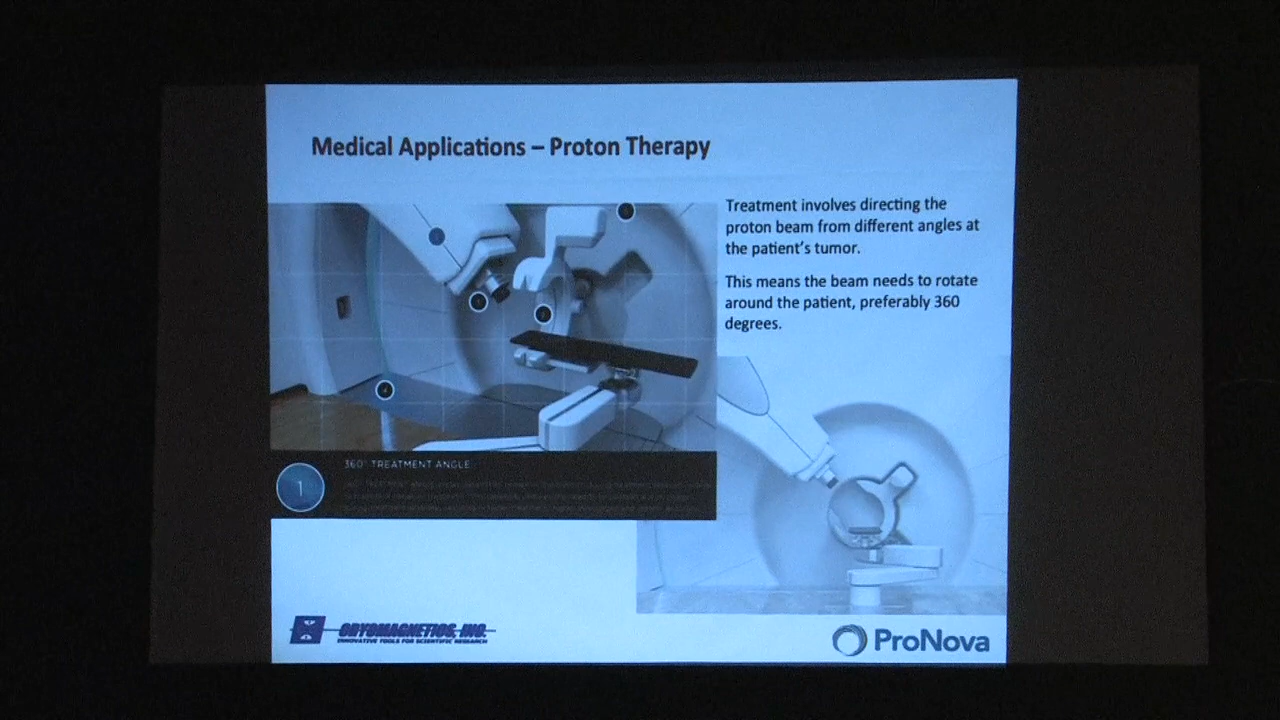 Medical Applications – Proton Therapy
Treatment involves directing the
proton beam from different angles at
the patient's tumor.
This means the beam needs to rotate
around the patient, preferably 360
degrees.
1
360° TREATMENT ANGLE
CRYOMAGNETICS, INC.
INNOVATIVE TOOLS FOR SCIENTIFIC RESEARCH
ProNova